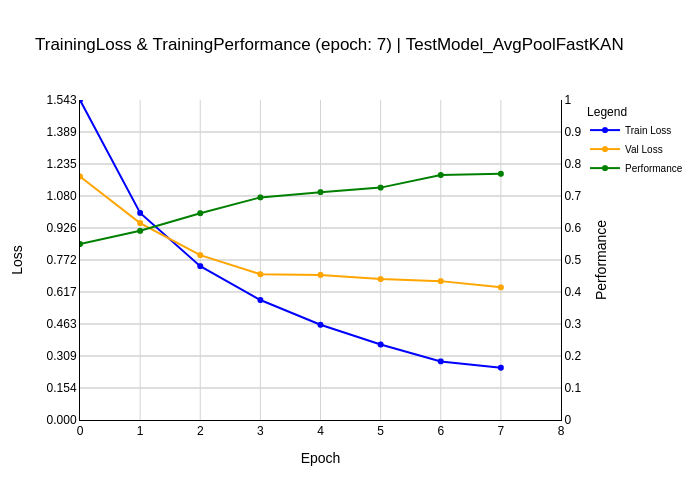 TrainingLoss & TrainingPerformance (epoch: 7) | TestModel_AvgPoolFastKAN
Legend
Train Loss
Val Loss
Performance
1.543
1.389
1.235
1.080
0.926
0.772
0.617
0.463
0.309
0.154
0.000
Loss
1
0.9
0.8
0.7
0.6
0.5
0.4
0.3
0.2
0.1
0
Performance
0 1 2 3 4 5 6 7 8
Epoch